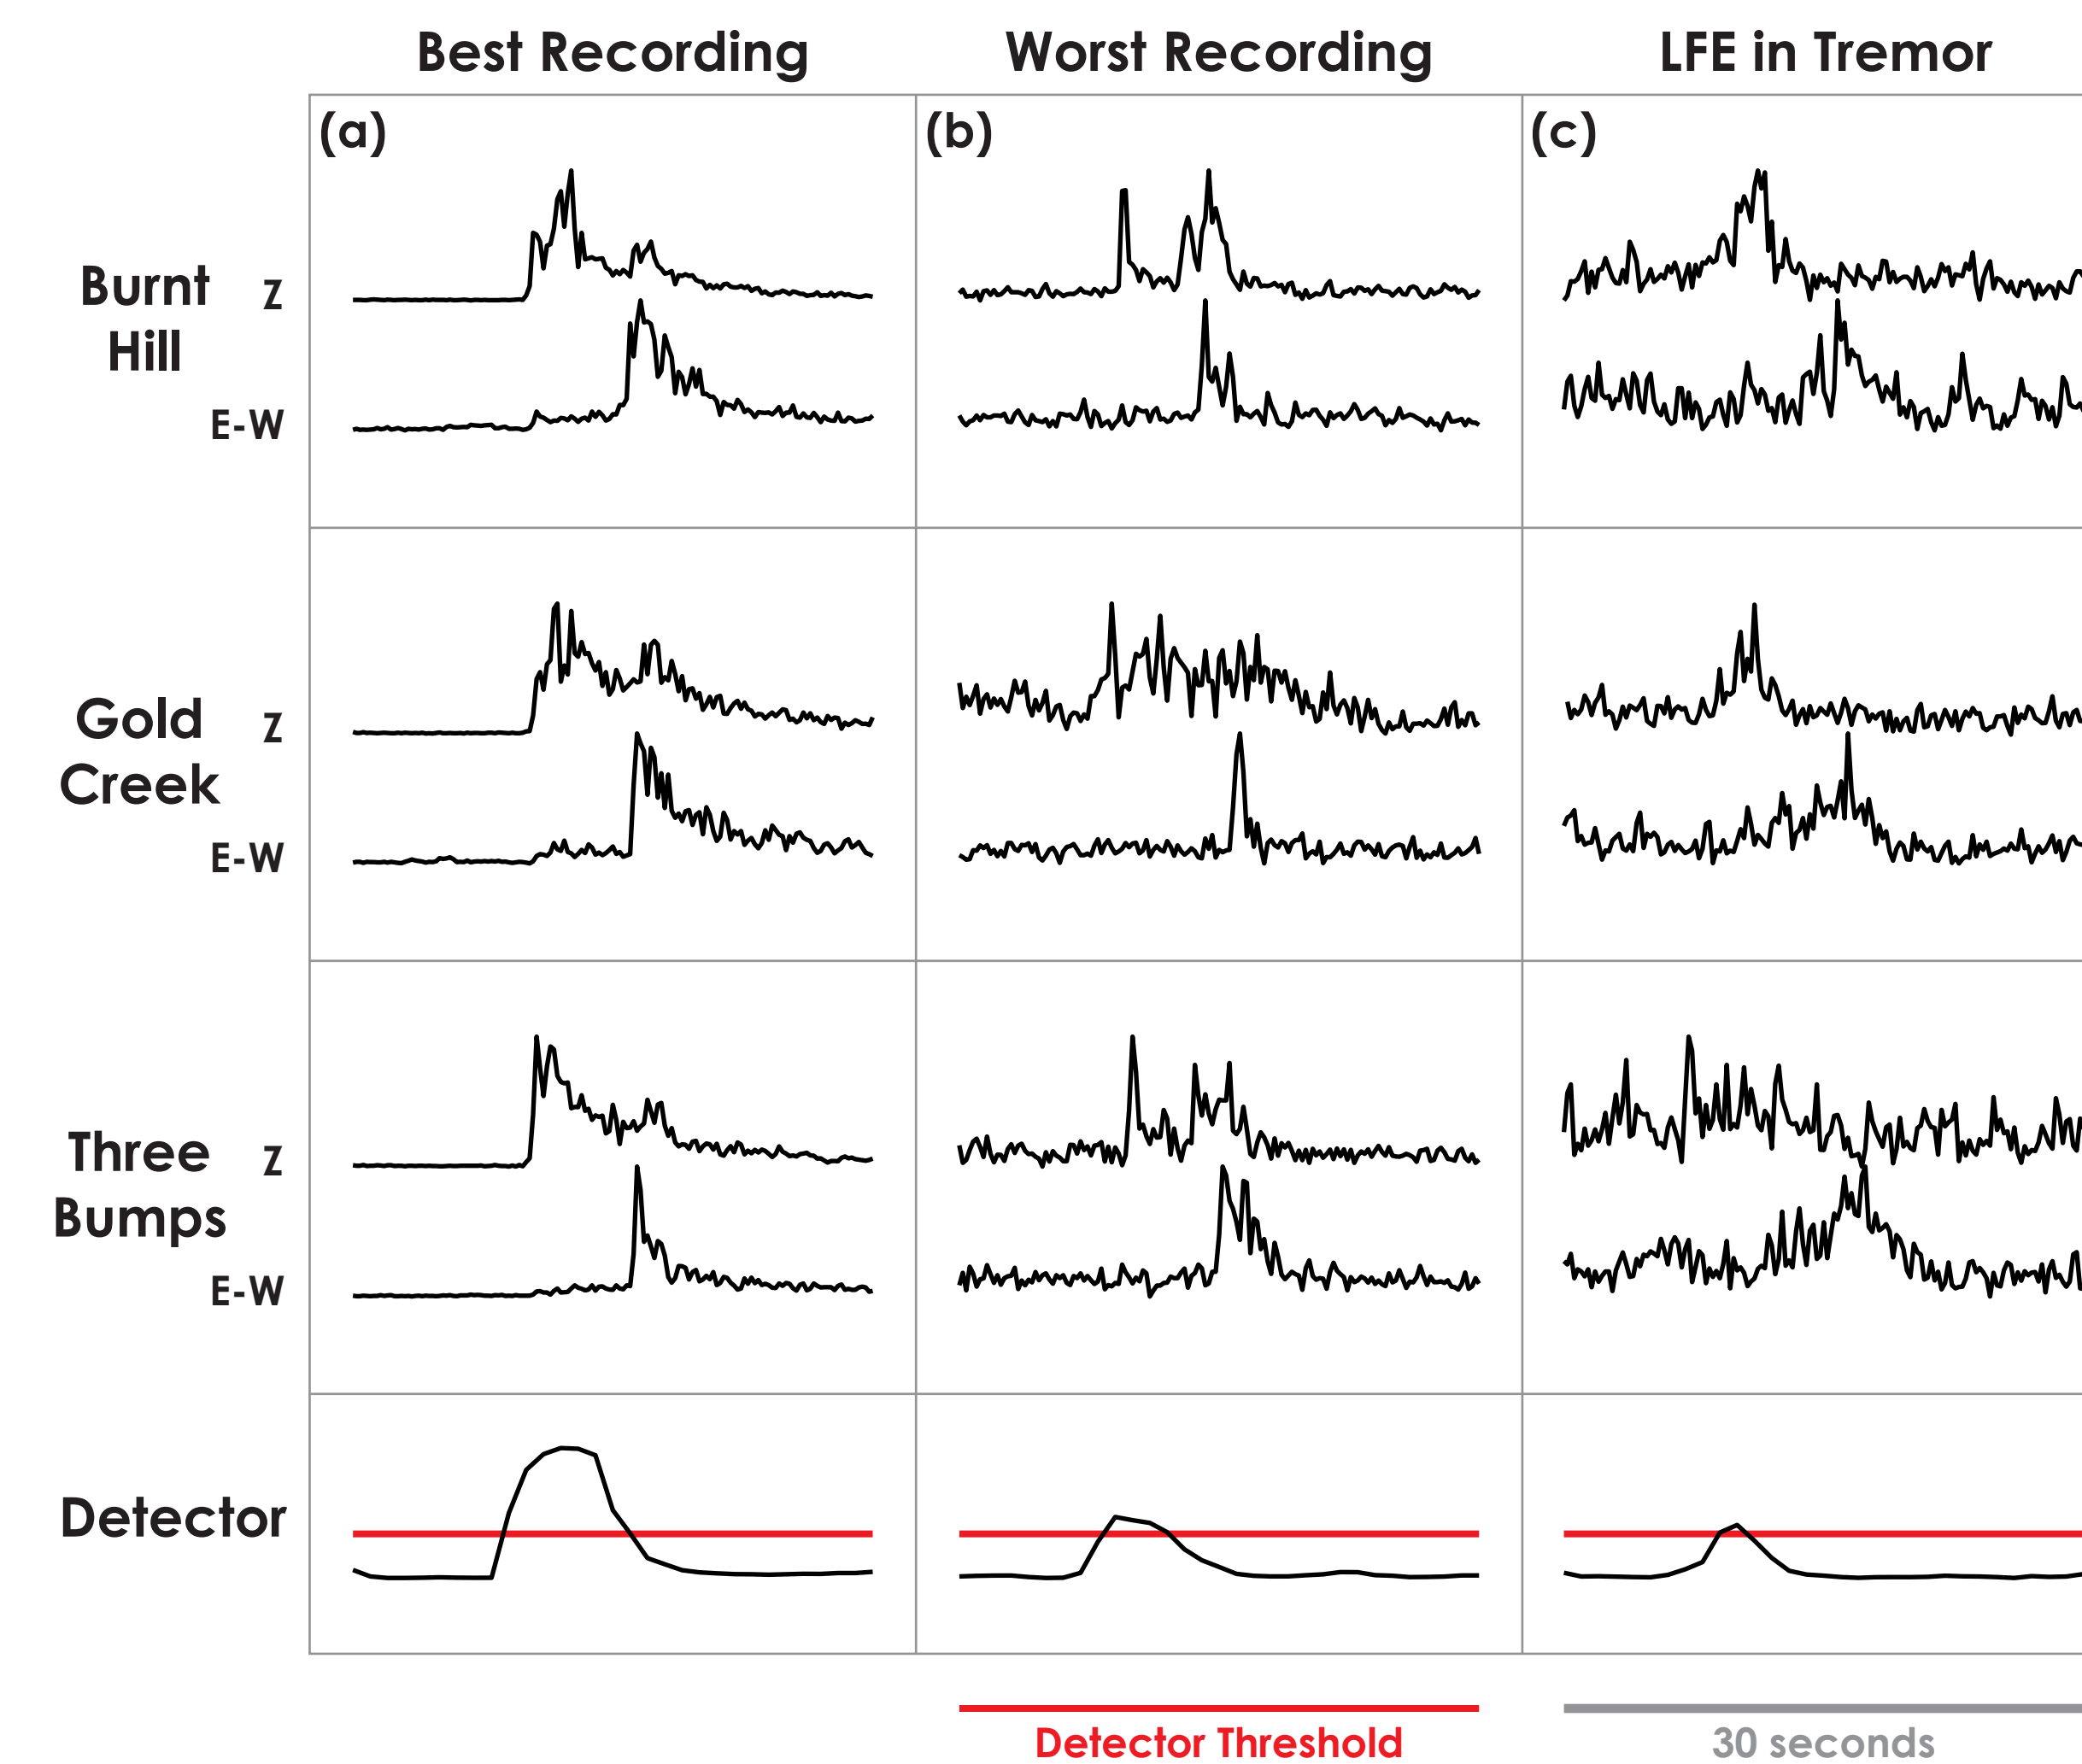 Best Recording Worst Recording LFE in Tremor
(a) (b) (c)
Burnt
Hill
Z
E-W
Gold
Creek
Z
E-W
Three
Bumps
Z
E-W
Detector
Detector Threshold 30 seconds